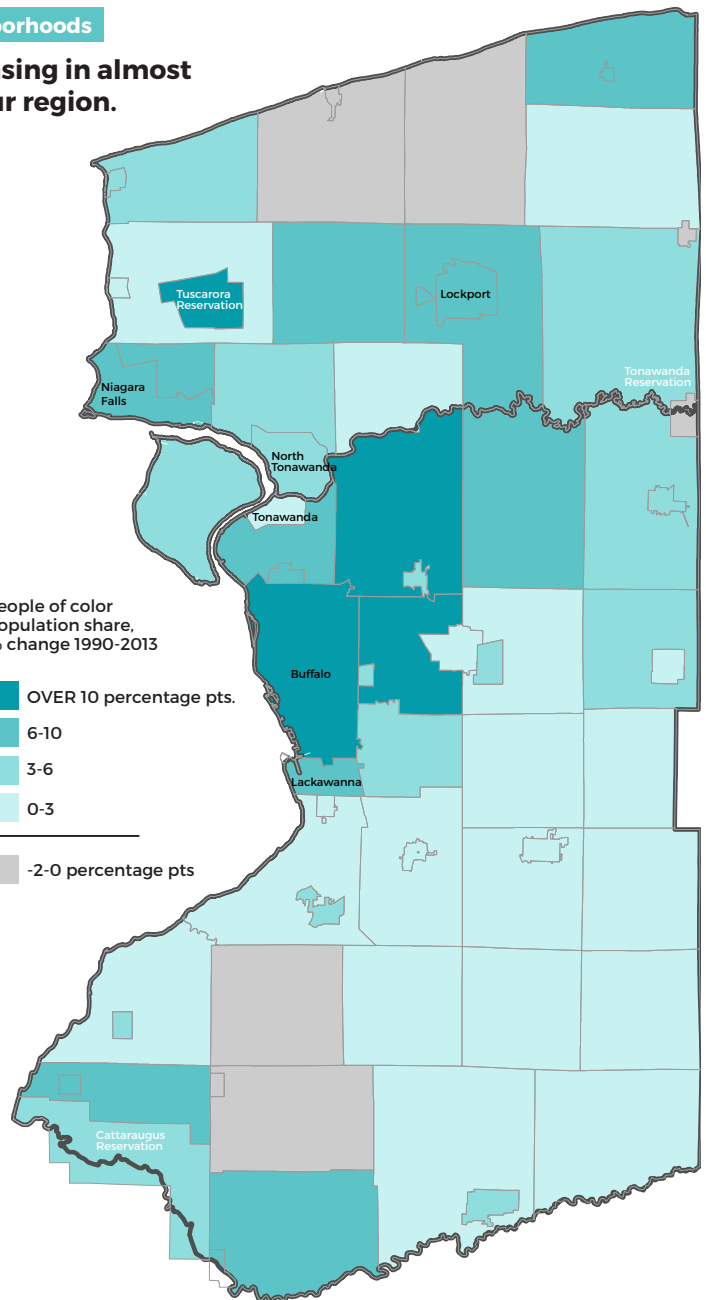 orhoods
sing in almost
ur region.
Tuscarora
Reservation
Lockport
Tonawanda
Reservation
Niagara
Falls
North
Tonawanda
Tonawanda
eople of color
opulation share,
% change 1990-2013
Buffalo
OVER 10 percentage pts.
6-10
3-6
0-3
-2-0 percentage pts
Lackawanna
Cattaraugus
Reservation